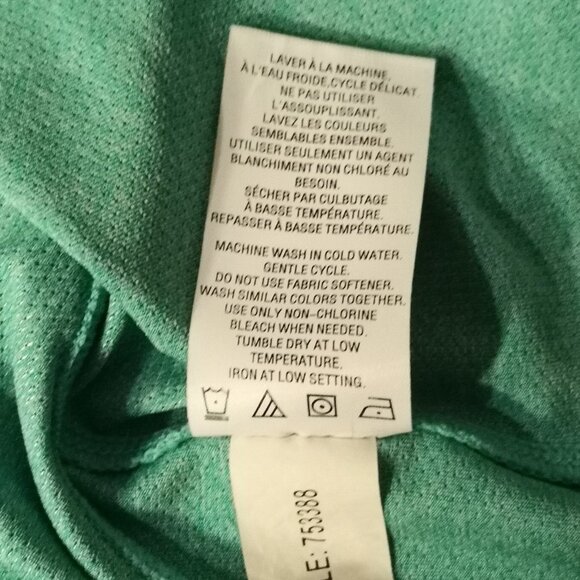 LAVER À LA MACHINE,
À L'EAU FROIDE,CYCLE DÉLICAT
NE PAS UTILISER
L'ASSOUPLISSANT.
LAVEZ LES COULEURS
SEMBLABLES ENSEMBLE.
UTILISER SEULEMENT UN AGENT
BLANCHIMENT NON CHLORÉ AU
BESOIN.
SÉCHER PAR CULBUTAGE
À BASSE TEMPÉRATURE.
REPASSER À BASSE TEMPÉRATURE.
MACHINE WASH IN COLD WATER.
GENTLE CYCLE.
DO NOT USE FABRIC SOFTENER.
WASH SIMILAR COLORS TOGETHER.
USE ONLY NON-CHLORINE
BLEACH WHEN NEEDED.
TUMBLE DRY AT LOW
TEMPERATURE.
IRON AT LOW SETTING.
LE: 753388